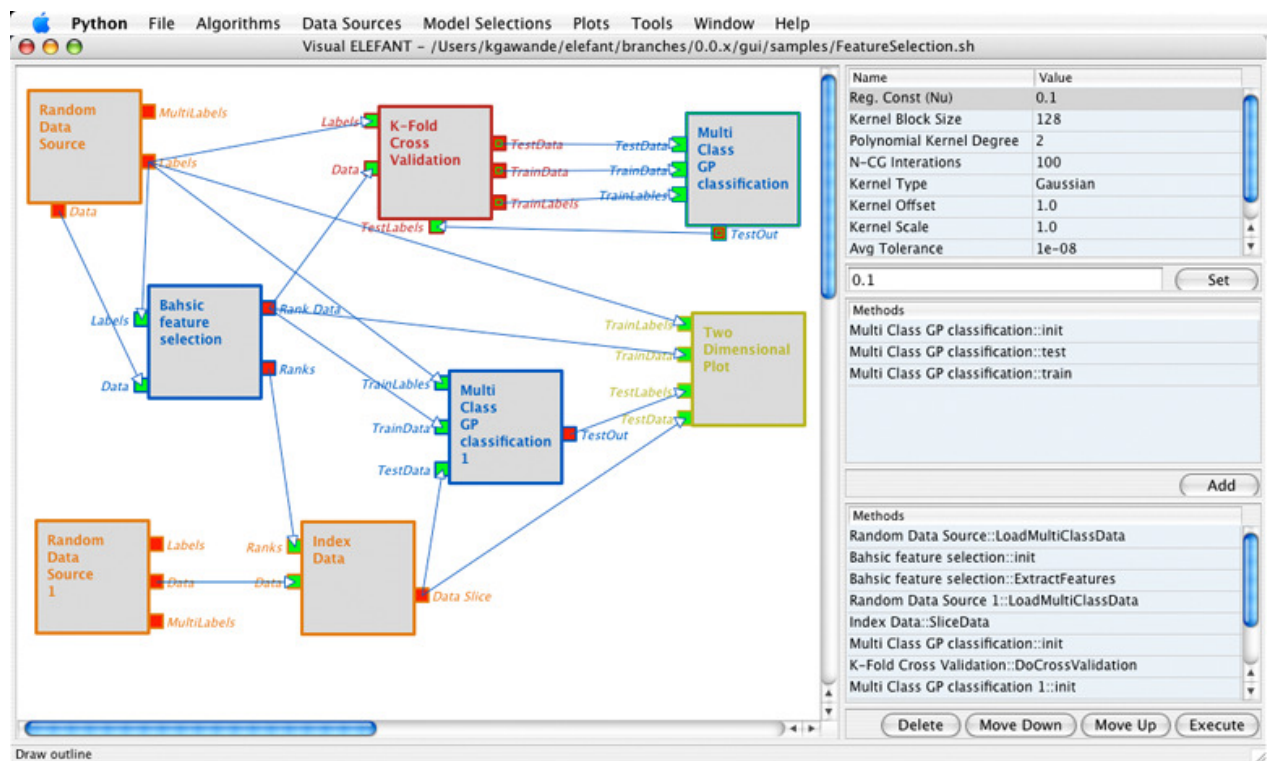 Python File Algorithms Data Sources Model Selections Plots Tools Window Help
Visual ELEFANT – /Users/kgawande/elefant/branches/0.0.x/gui/samples/FeatureSelection.sh
Random
Data
Source
MultiLabels
Labels
Data
Labels
Data
K-Fold
Cross
Validation
TestData
TrainData
TrainLabels
TestLabels
TestData
TrainData
TrainLables
Multi
Class
GP
classification
TestOut
Labels
Data
Bahsic
feature
selection
Rank Data
Ranks
TrainLables
TrainData
TestData
Multi
Class
GP
classification
1
TestOut
TrainLabels
TrainData
TestLabels
TestData
Two
Dimensional
Plot
Random
Data
Source
1
Labels
Data
MultiLabels
Ranks
Data
Index
Data
Data Slice
Name Value
Reg. Const (Nu) 0.1
Kernel Block Size 128
Polynomial Kernel Degree 2
N-CG Interations 100
Kernel Type Gaussian
Kernel Offset 1.0
Kernel Scale 1.0
Avg Tolerance 1e-08
0.1 Set
Methods
Multi Class GP classification::init
Multi Class GP classification::test
Multi Class GP classification::train
Add
Methods
Random Data Source::LoadMultiClassData
Bahsic feature selection::init
Bahsic feature selection::ExtractFeatures
Random Data Source 1::LoadMultiClassData
Index Data::SliceData
Multi Class GP classification::init
K-Fold Cross Validation::DoCrossValidation
Multi Class GP classification 1::init
Delete Move Down Move Up Execute
Draw outline